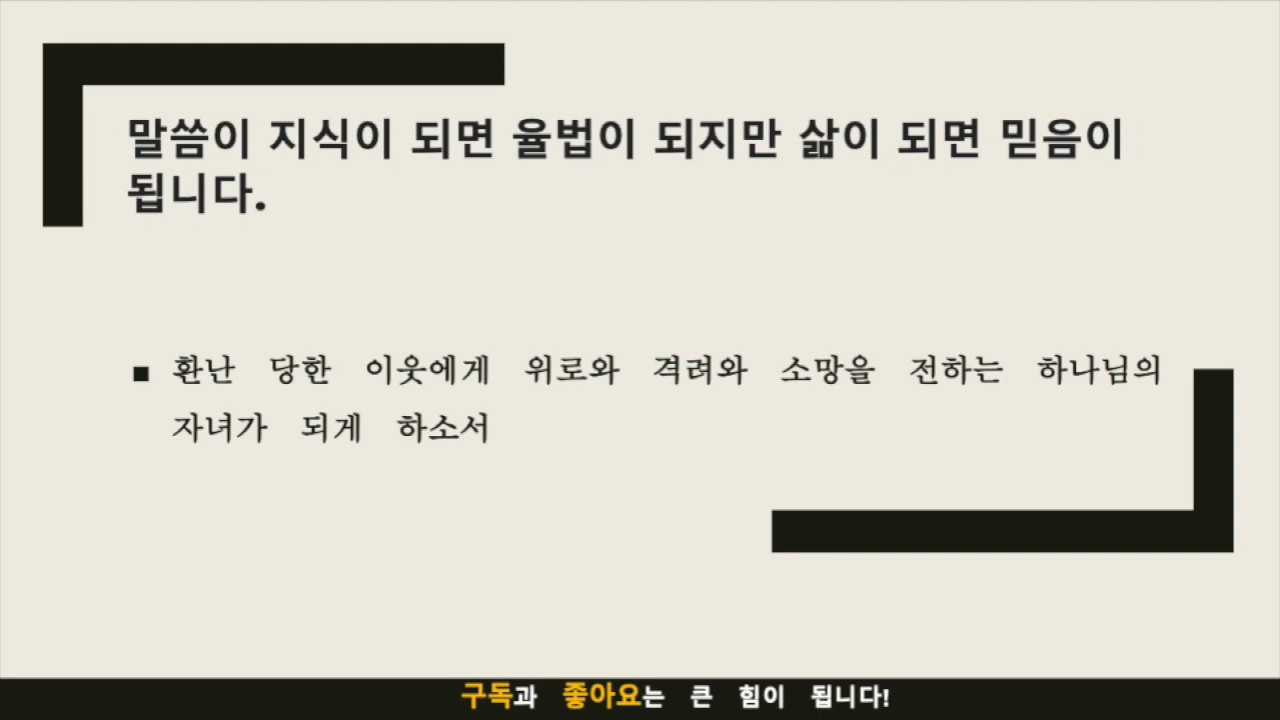 말씀이 지식이 되면 율법이 되지만 삶이 되면 믿음이
됩니다.
▪ 환난 당한 이웃에게 위로와 격려와 소망을 전하는 하나님의
자녀가 되게 하소서
구독과 좋아요는 큰 힘이 됩니다!